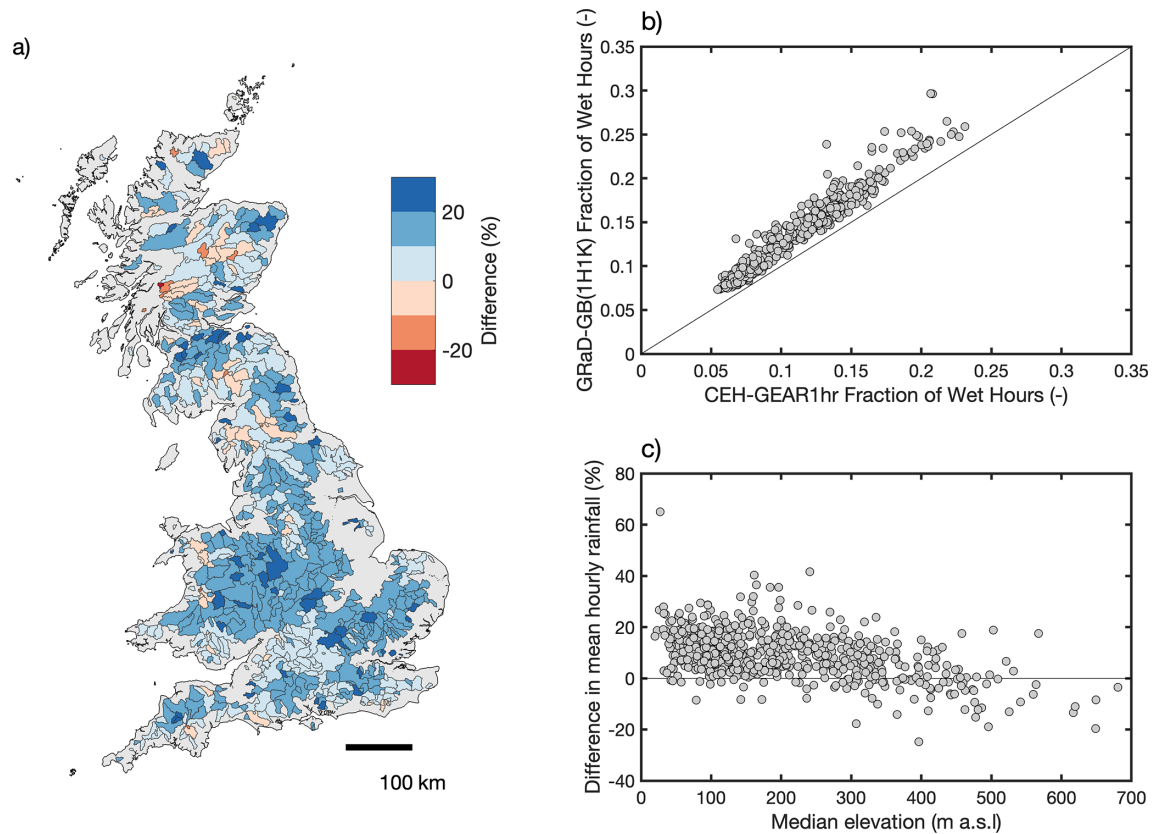 a)
20
0
-20
Difference (%)
100 km
b)
GRaD-GB(1H1K) Fraction of Wet Hours (-)
0.35
0.3
0.25
0.2
0.15
0.1
0.05
0
0 0.05 0.1 0.15 0.2 0.25 0.3 0.35
CEH-GEAR1hr Fraction of Wet Hours (-)
c)
Difference in mean hourly rainfall (%)
80
60
40
20
0
-20
-40
0 100 200 300 400 500 600 700
Median elevation (m a.s.l)